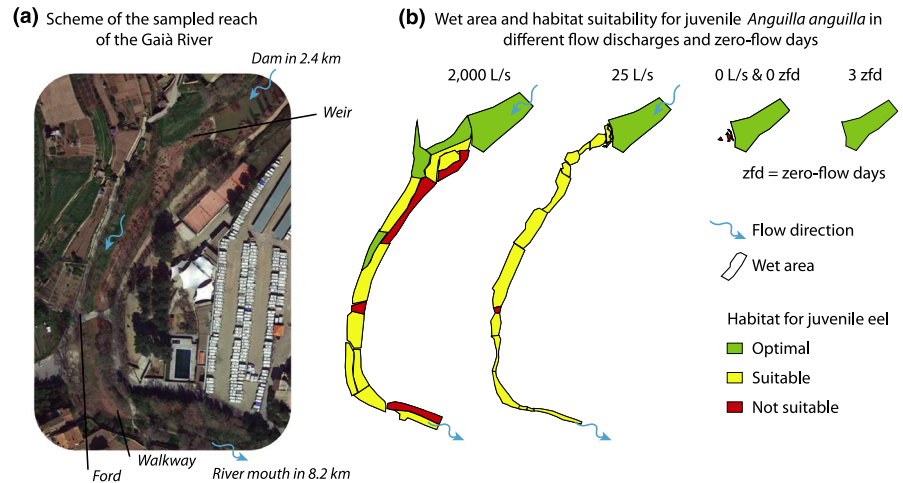 (a) Scheme of the sampled reach
of the Gaià River
Dam in 2.4 km
Weir
Ford
Walkway
River mouth in 8.2 km
(b) Wet area and habitat suitability for juvenile Anguilla anguilla in
different flow discharges and zero-flow days
2,000 L/s
25 L/s
0 L/s & 0 zfd
3 zfd
zfd = zero-flow days
Flow direction
Wet area
Habitat for juvenile eel
Optimal
Suitable
Not suitable